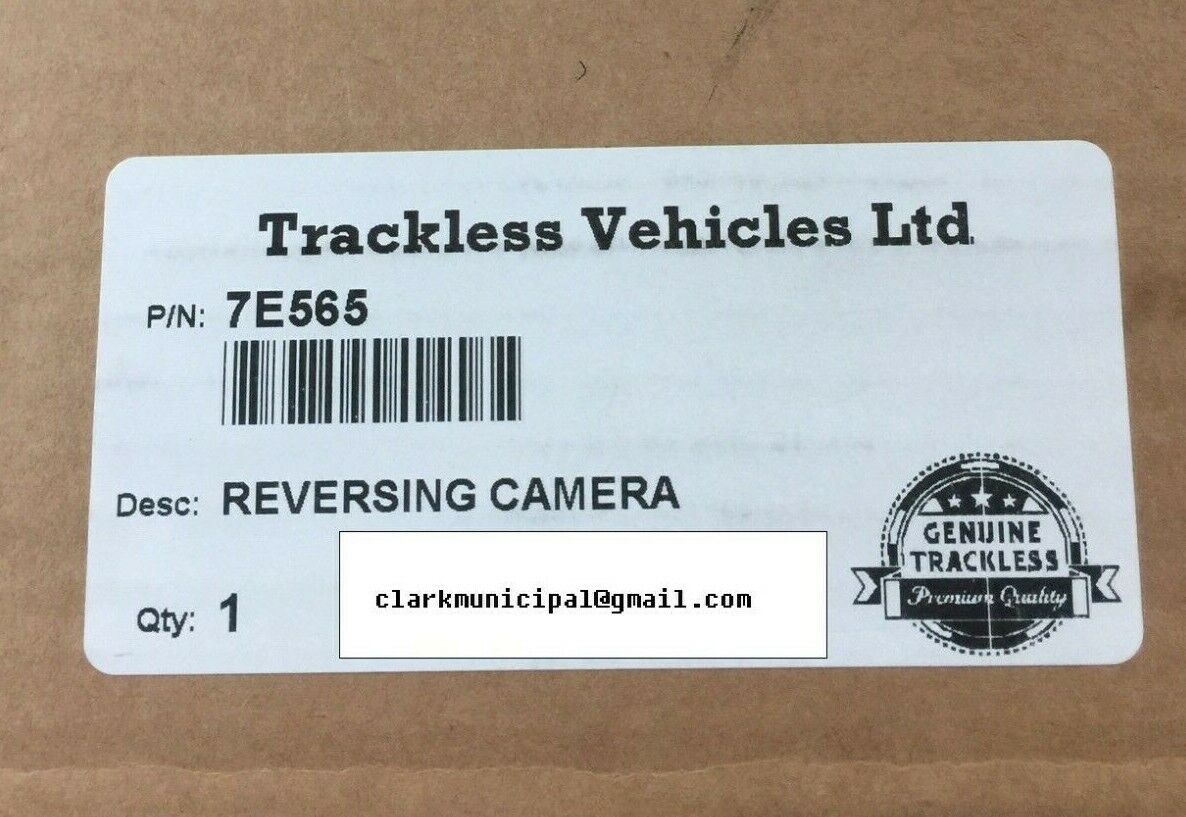 Trackless Vehicles Ltd.
P/N: 7E565
Desc: REVERSING CAMERA
Qty: 1
clarkmunicipal@gmail.com
GENUINE
TRACKLESS
Premium Quality